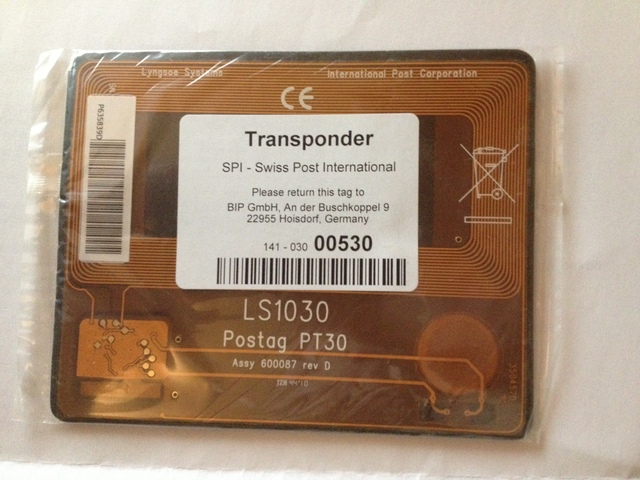 Lyngsoe Systems International Post Corporation
CE
P635839D
Transponder
SPI - Swiss Post International
Please return this tag to
BIP GmbH, An der Buschkoppel 9
22955 Hoisdorf, Germany
141 - 030 00530
LS1030
Postag PT30
Assy 600087 rev D